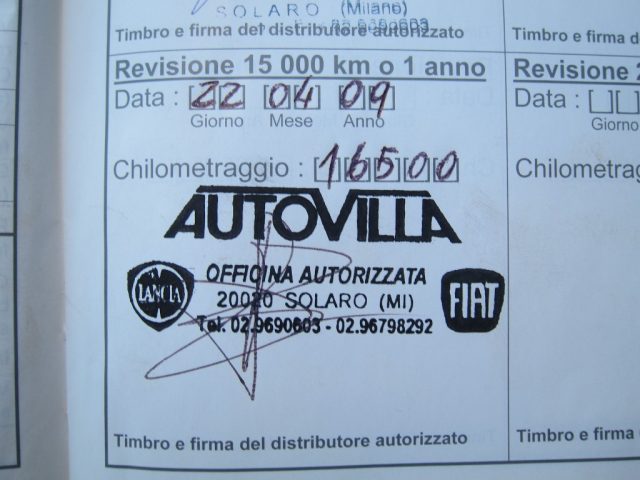 SOLARO (Milano)
Timbro e firma del distributore autorizzato
Revisione 15 000 km o 1 anno
Data : 22 04 09
Giorno Mese Anno
Chilometraggio : 16500
AUTOVILLA
OFFICINA AUTORIZZATA
LANCIA
20020 SOLARO (MI)
FIAT
Tel. 02.9690603 - 02.96798292
Timbro e firma del distributore autorizzato
Revisione 2
Data :
Giorno
Chilometrag
Timbro e firma del